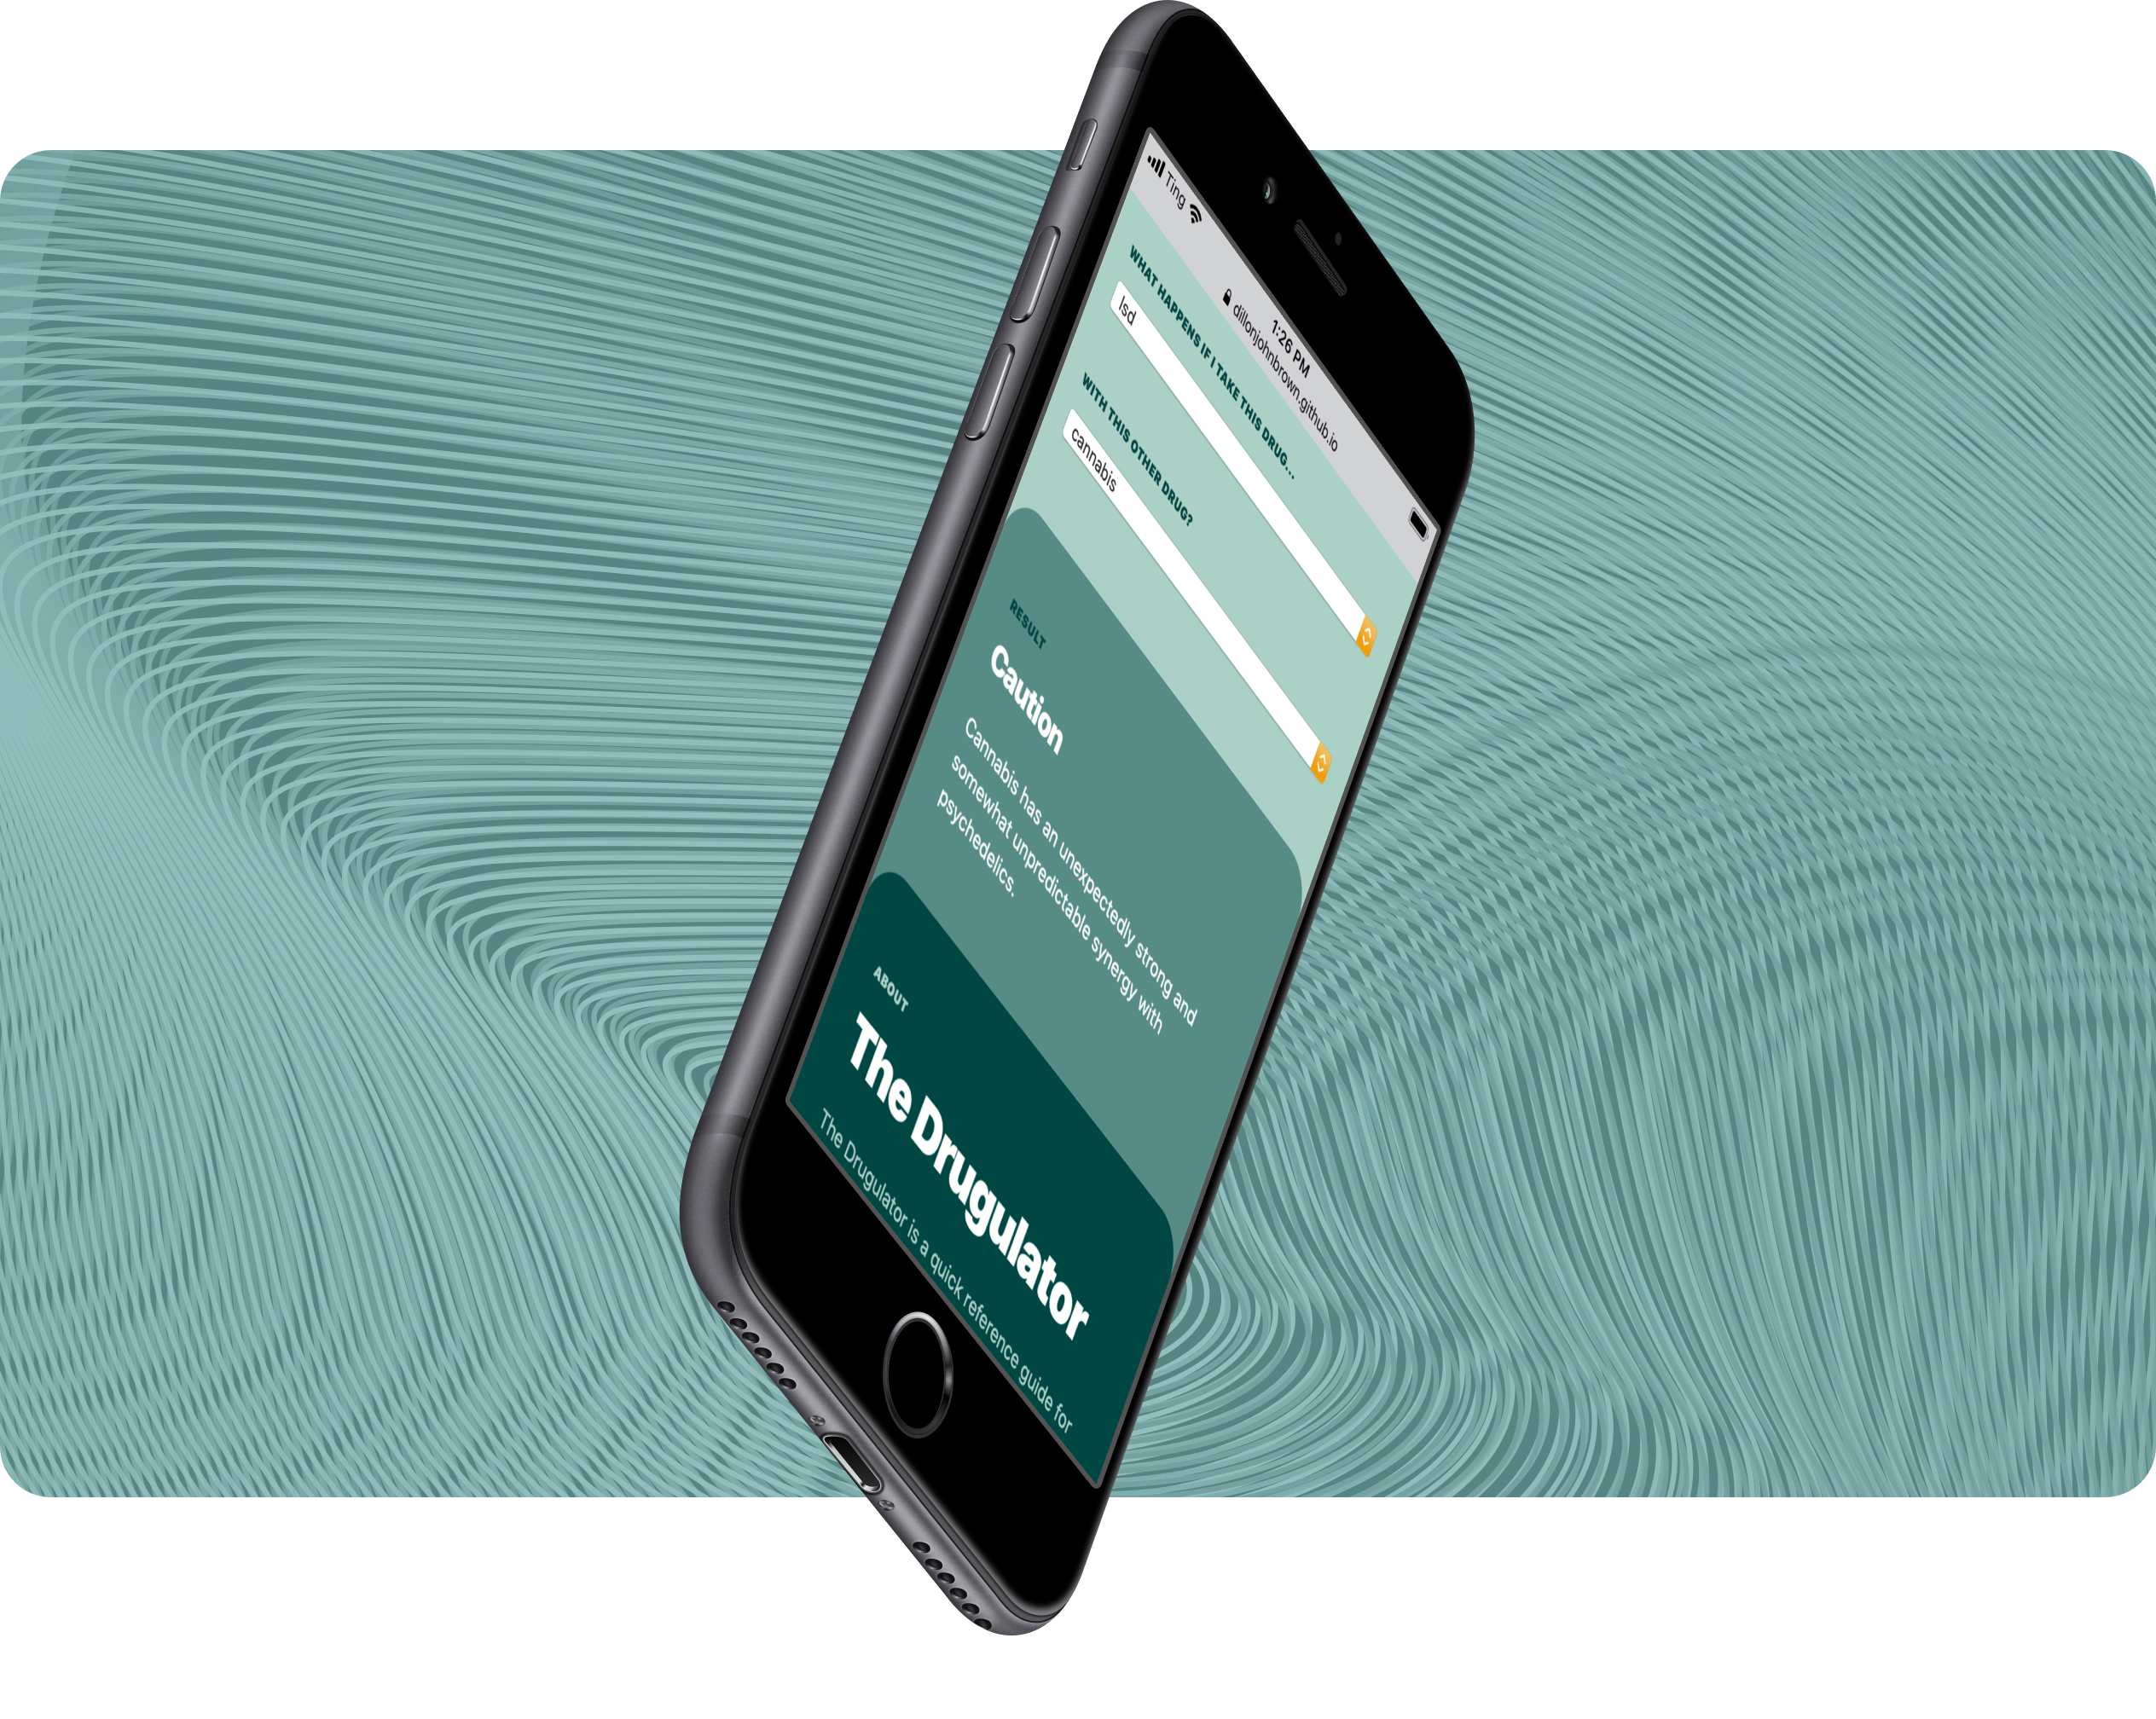 Ting
1:26 PM
dillonjohnbrown.github.io
WHAT HAPPENS IF I TAKE THIS DRUG...
lsd
WITH THIS OTHER DRUG?
cannabis
RESULT
Caution
Cannabis has an unexpectedly strong and
somewhat unpredictable synergy with
psychedelics.
ABOUT
The Drugulator
The Drugulator is a quick reference guide for